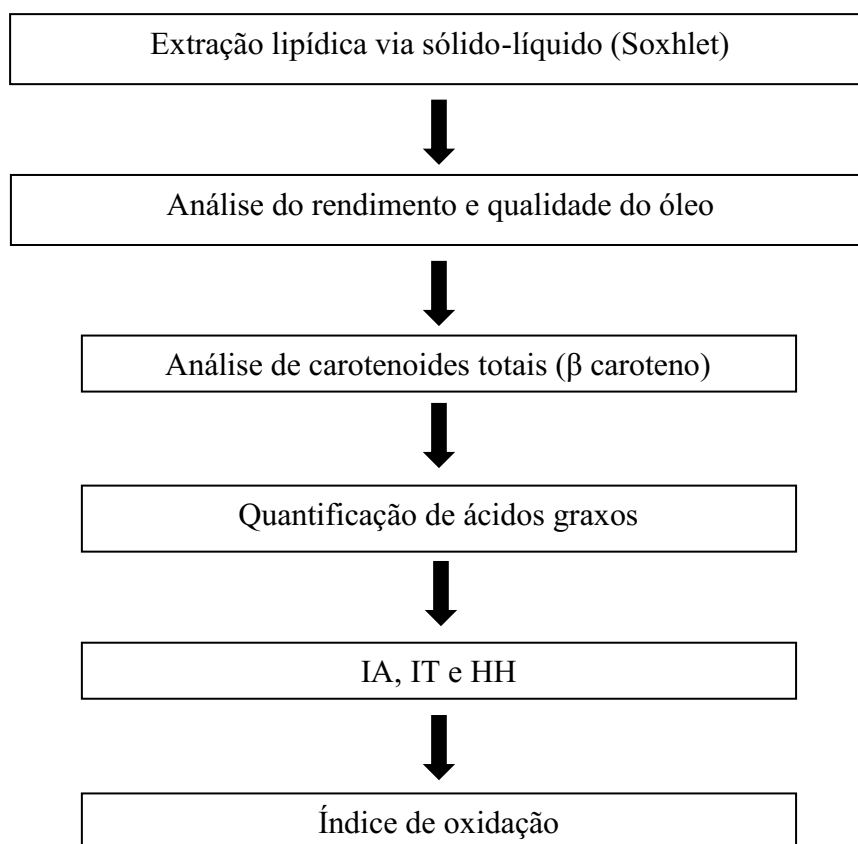 Extração lipídica via sólido-líquido (Soxhlet)
Análise do rendimento e qualidade do óleo
Análise de carotenoides totais (β caroteno)
Quantificação de ácidos graxos
IA, IT e HH
Índice de oxidação